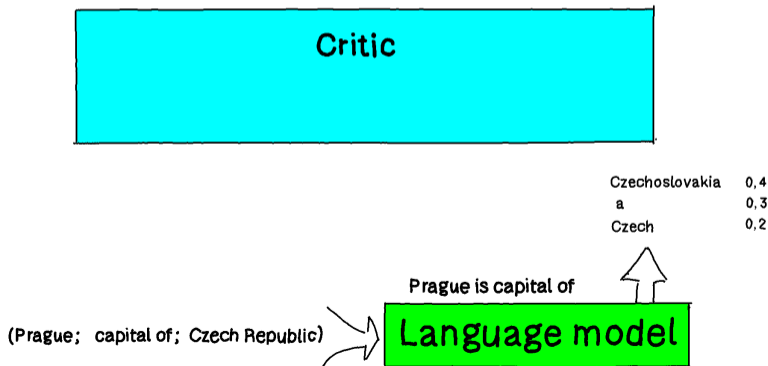 Critic
Czechoslovakia 0,4
a 0,3
Czech 0,2
Prague is capital of
(Prague; capital of; Czech Republic)
Language model